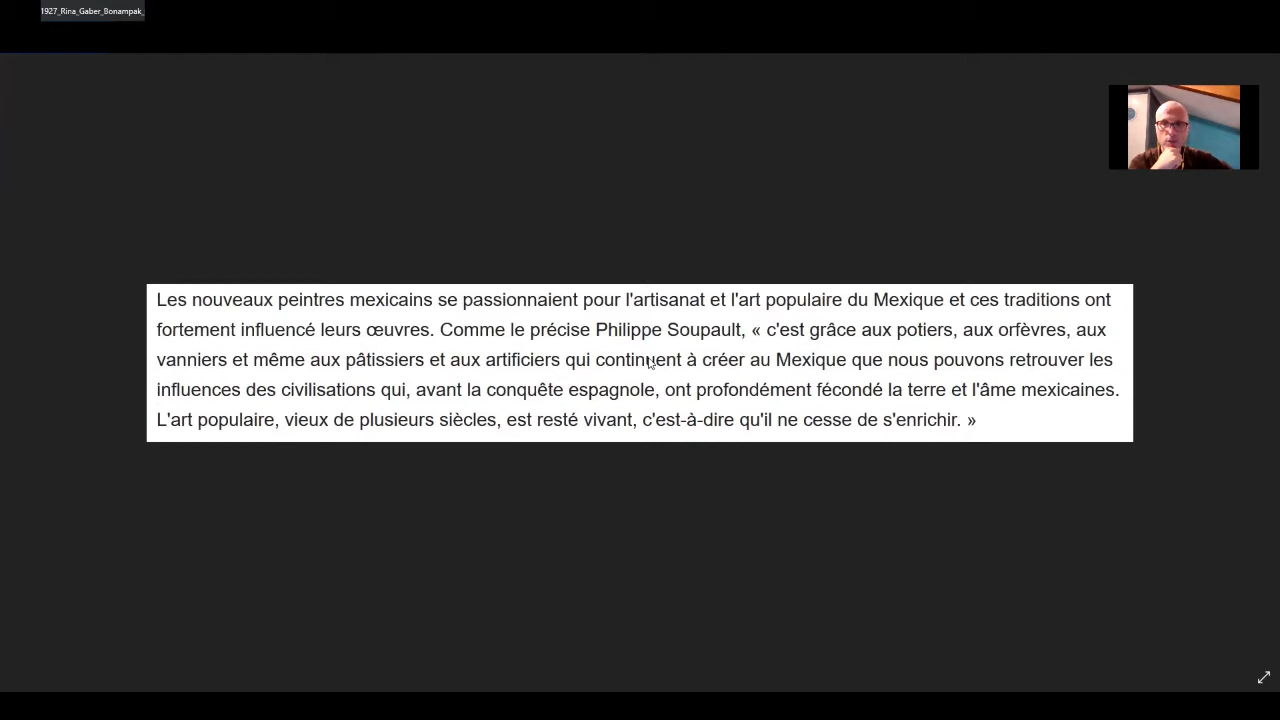 1927_Rina_Gaber_Bonampak_
Les nouveaux peintres mexicains se passionnaient pour l'artisanat et l'art populaire du Mexique et ces traditions ont
fortement influencé leurs œuvres. Comme le précise Philippe Soupault, « c'est grâce aux potiers, aux orfèvres, aux
vanniers et même aux pâtissiers et aux artificiers qui continuent à créer au Mexique que nous pouvons retrouver les
influences des civilisations qui, avant la conquête espagnole, ont profondément fécondé la terre et l'âme mexicaines.
L'art populaire, vieux de plusieurs siècles, est resté vivant, c'est-à-dire qu'il ne cesse de s'enrichir. »